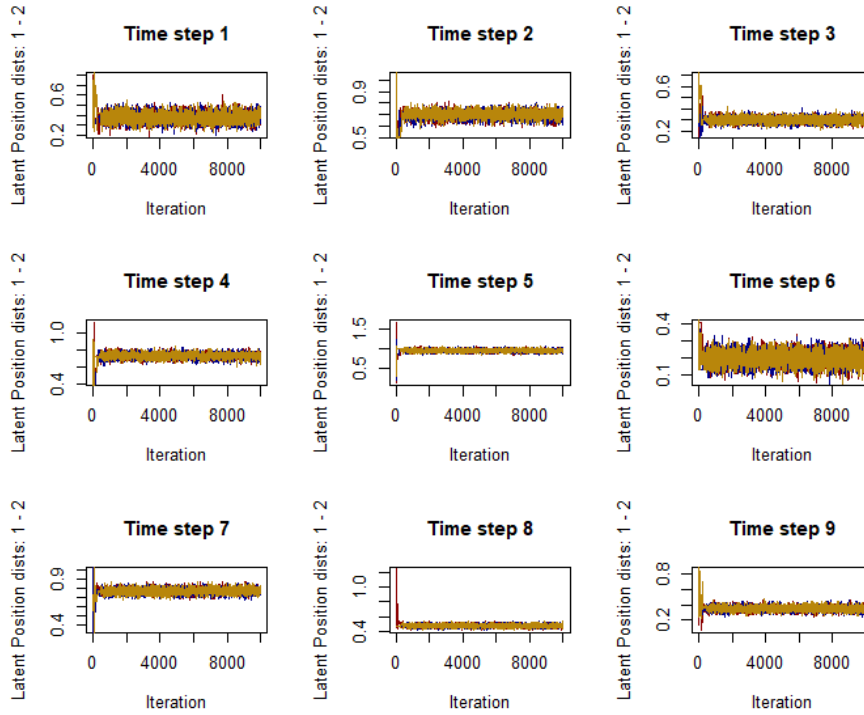 Time step 1
Latent Position dists: 1 - 2
0.6
0.2
0
4000
8000
Iteration
Time step 2
Latent Position dists: 1 - 2
0.9
0.5
0
4000
8000
Iteration
Time step 3
Latent Position dists: 1 - 2
0.6
0.2
0
4000
8000
Iteration
Time step 4
Latent Position dists: 1 - 2
1.0
0.4
0
4000
8000
Iteration
Time step 5
Latent Position dists: 1 - 2
1.5
0.5
0
4000
8000
Iteration
Time step 6
Latent Position dists: 1 - 2
0.4
0.1
0
4000
8000
Iteration
Time step 7
Latent Position dists: 1 - 2
0.9
0.4
0
4000
8000
Iteration
Time step 8
Latent Position dists: 1 - 2
1.0
0.4
0
4000
8000
Iteration
Time step 9
Latent Position dists: 1 - 2
0.8
0.2
0
4000
8000
Iteration